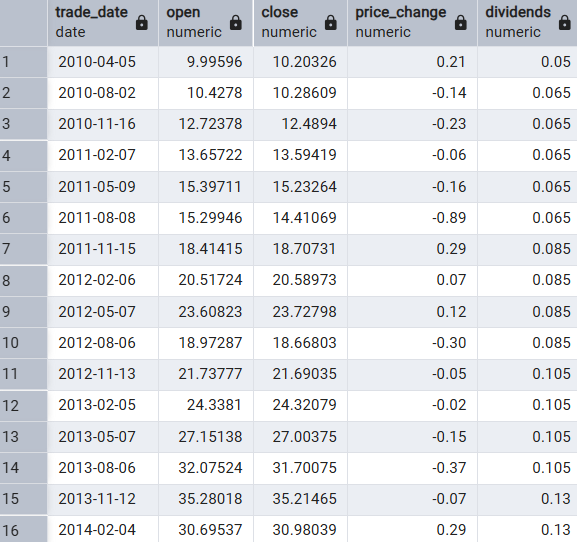 trade_date open close price_change dividends
date numeric numeric numeric numeric
1 2010-04-05 9.99596 10.20326 0.21 0.05
2 2010-08-02 10.4278 10.28609 -0.14 0.065
3 2010-11-16 12.72378 12.4894 -0.23 0.065
4 2011-02-07 13.65722 13.59419 -0.06 0.065
5 2011-05-09 15.39711 15.23264 -0.16 0.065
6 2011-08-08 15.29946 14.41069 -0.89 0.065
7 2011-11-15 18.41415 18.70731 0.29 0.085
8 2012-02-06 20.51724 20.58973 0.07 0.085
9 2012-05-07 23.60823 23.72798 0.12 0.085
10 2012-08-06 18.97287 18.66803 -0.30 0.085
11 2012-11-13 21.73777 21.69035 -0.05 0.105
12 2013-02-05 24.3381 24.32079 -0.02 0.105
13 2013-05-07 27.15138 27.00375 -0.15 0.105
14 2013-08-06 32.07524 31.70075 -0.37 0.105
15 2013-11-12 35.28018 35.21465 -0.07 0.13
16 2014-02-04 30.69537 30.98039 0.29 0.13